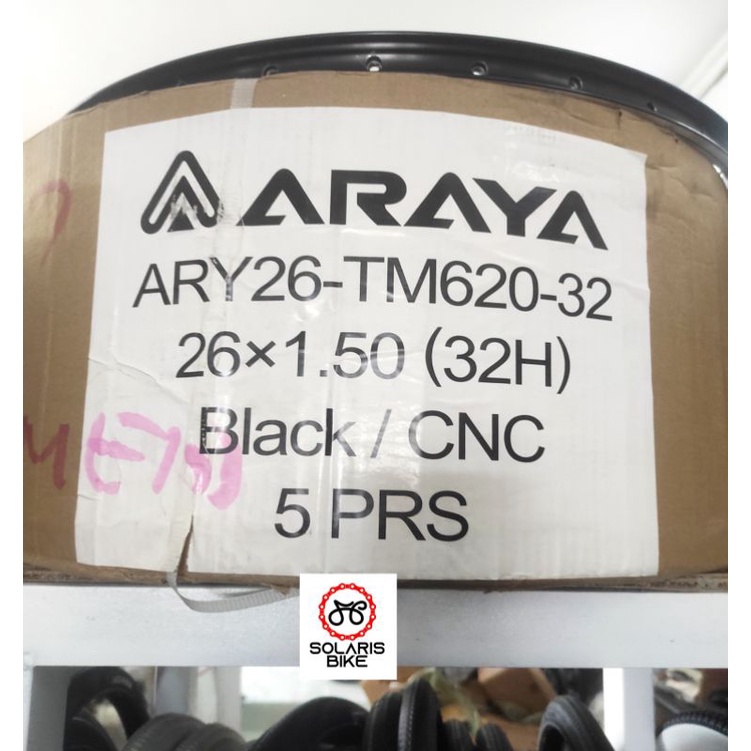 ARAYA
ARY26-TM620-32
26×1.50 (32H)
Black / CNC
5 PRS
SOLARIS
BIKE